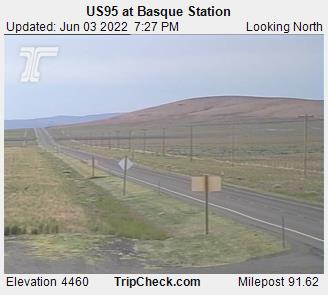 US95 at Basque Station
Updated: Jun 03 2022 7:27 PM Looking North
Elevation 4460 TripCheck.com Milepost 91.62